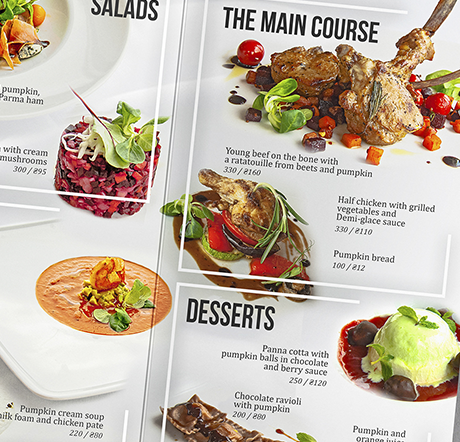 SALADS
pumpkin,
Parma ham
with cream
mushrooms
300 / ₴95
Pumpkin cream soup
milk foam and chicken pate
220 / ₴80
THE MAIN COURSE
Young beef on the bone with
a ratatouille from beets and pumpkin
330 / ₴160
Half chicken with grilled
vegetables and
Demi-glace sauce
330 / ₴110
Pumpkin bread
100 / ₴12
DESSERTS
Panna cotta with
pumpkin balls in chocolate
and berry sauce
250 / ₴120
Chocolate ravioli
with pumpkin
200 / ₴80
Pumpkin and
orange juice